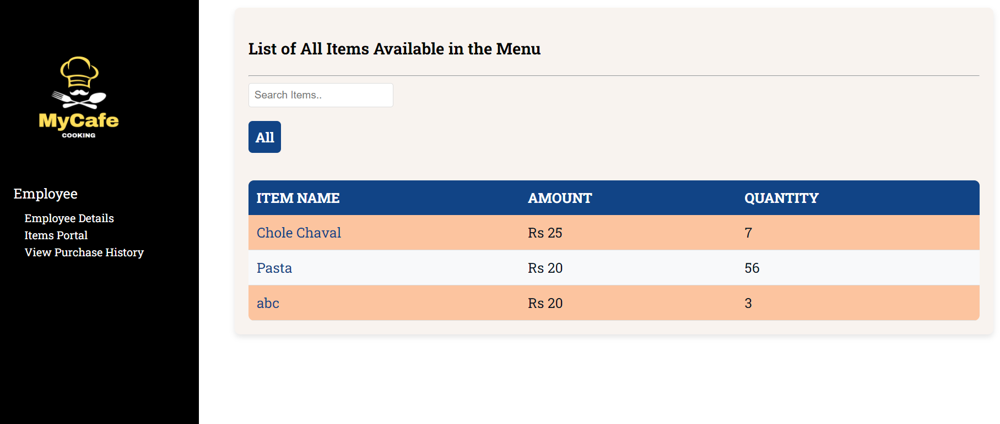 MyCafe
COOKING
Employee
Employee Details
Items Portal
View Purchase History
List of All Items Available in the Menu
Search Items..
All
ITEM NAME AMOUNT QUANTITY
Chole Chaval Rs 25 7
Pasta Rs 20 56
abc Rs 20 3